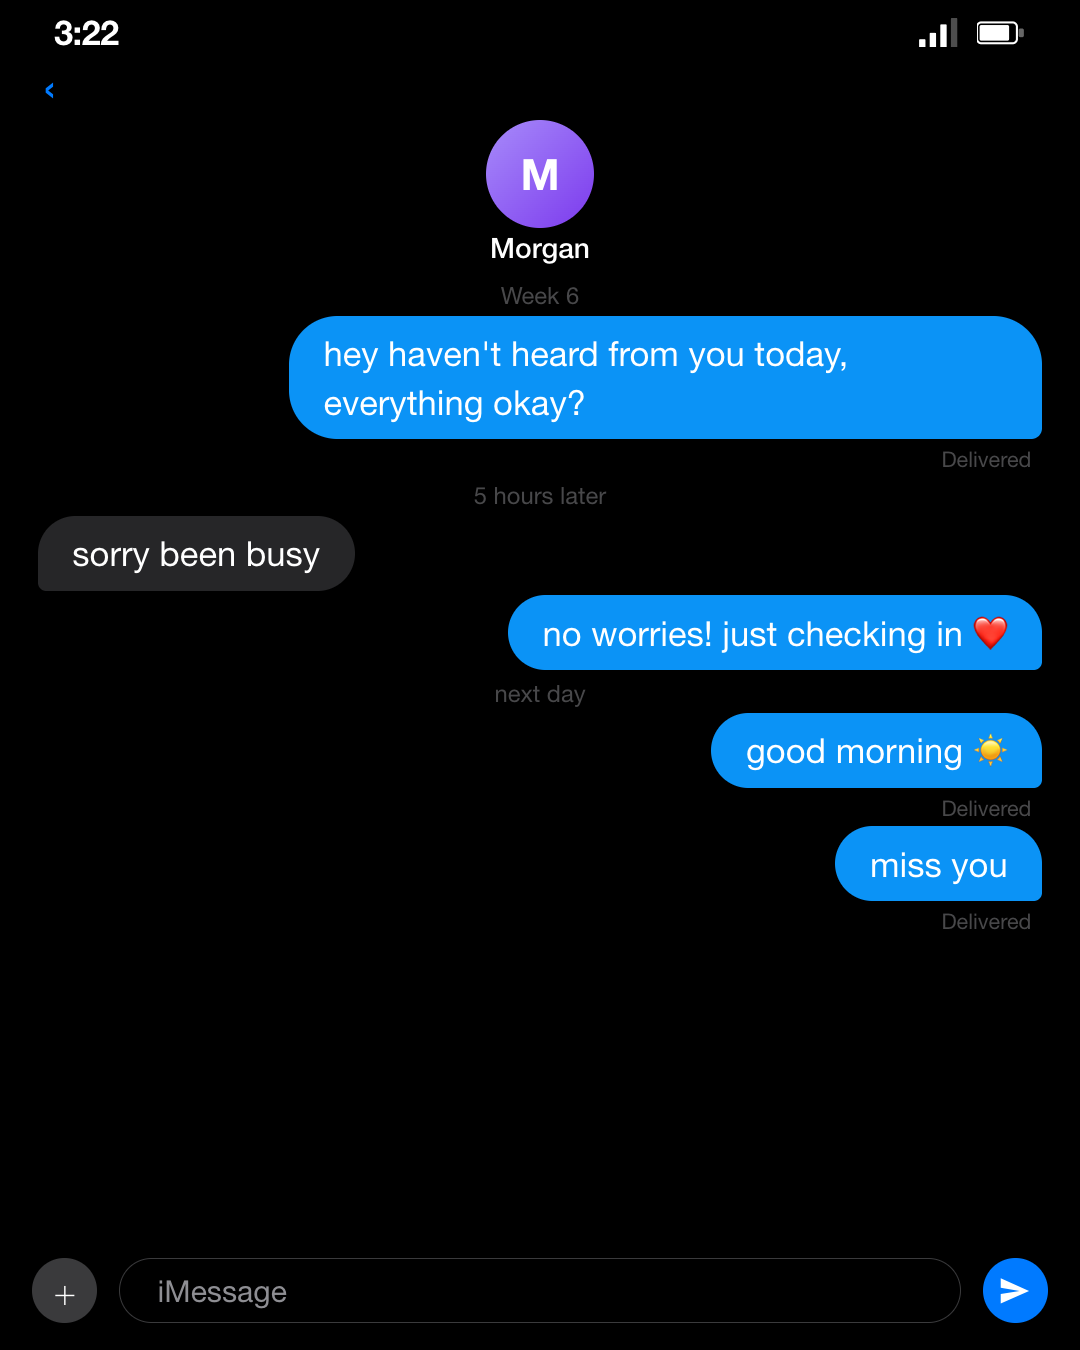 3:22
M
Morgan
Week 6
hey haven't heard from you today,
everything okay?
Delivered
5 hours later
sorry been busy
no worries! just checking in ❤️
next day
good morning ☀️
Delivered
miss you
Delivered
iMessage